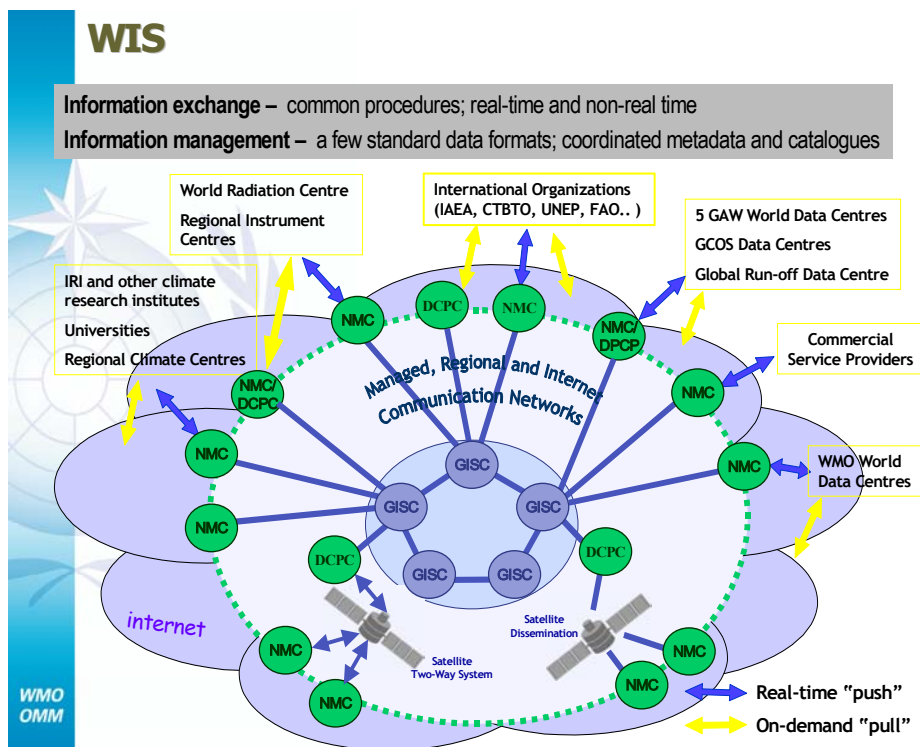 WIS
Information exchange – common procedures; real-time and non-real time
Information management – a few standard data formats; coordinated metadata and catalogues
World Radiation Centre
Regional Instrument
Centres
International Organizations
(IAEA, CTBTO, UNEP, FAO.. )
5 GAW World Data Centres
GCOS Data Centres
Global Run-off Data Centre
IRI and other climate
research institutes
Universities
Regional Climate Centres
Commercial
Service Providers
WMO World
Data Centres
NMC
DCPC
NMC
NMC/
DPCP
NMC/
DCPC
NMC
NMC
NMC
NMC
Managed, Regional and Internet
Communication Networks
GISC
GISC
GISC
GISC
GISC
DCPC
DCPC
internet
Satellite
Two-Way System
Satellite
Dissemination
NMC
NMC
NMC
NMC
WMO
OMM
Real-time “push”
On-demand “pull”